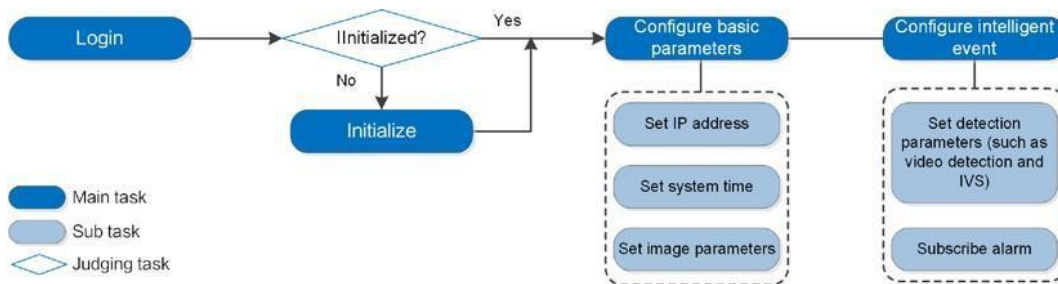 Login
IInitialized?
Yes
No
Initialize
Configure basic
parameters
Set IP address
Set system time
Set image parameters
Configure intelligent
event
Set detection
parameters (such as
video detection and
IVS)
Subscribe alarm
Main task
Sub task
Judging task